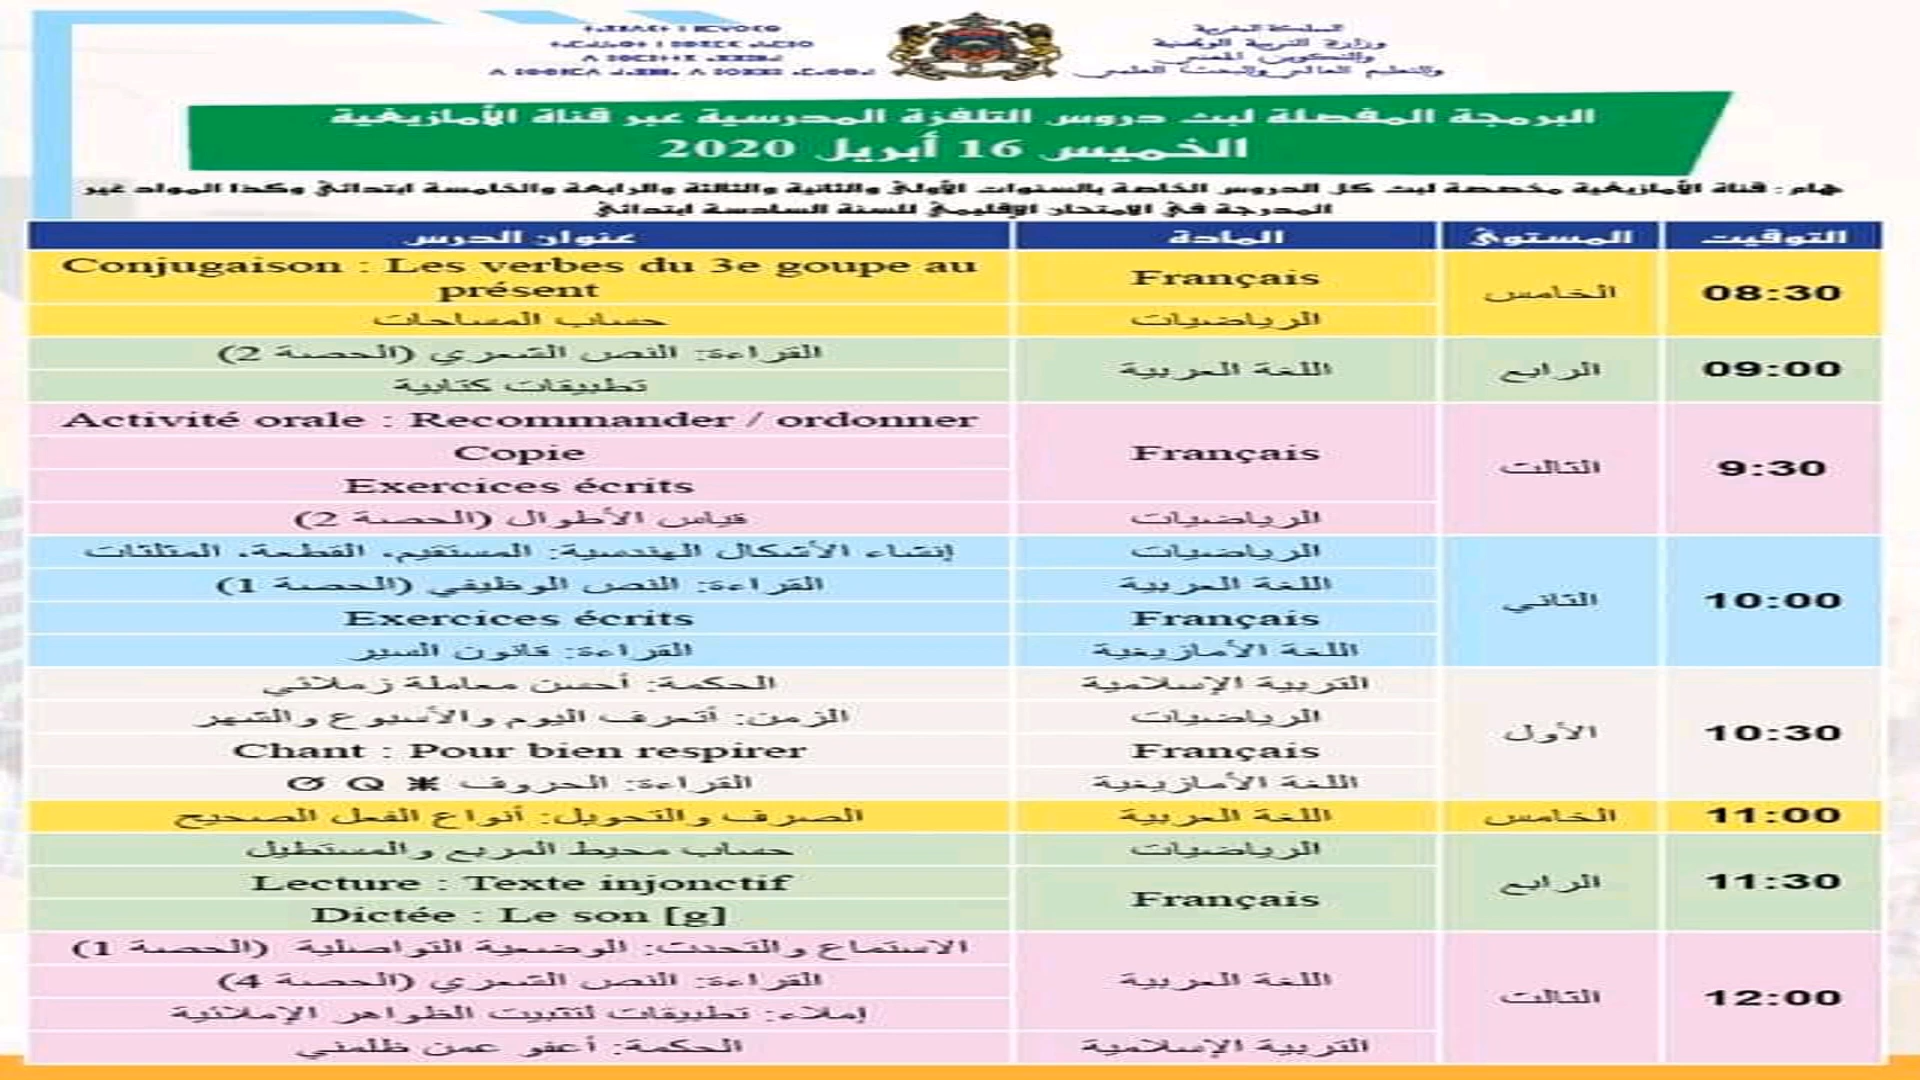 المملكة المغربية
وزارة التربية الوطنية
والتكوين المهني
والتعليم العالي والبحث العلمي
البرمجة المفصلة لبث دروس التلفزة المدرسية عبر قناة الأمازيغية
الخميس 16 أبريل 2020
هام : قناة الأمازيغية مخصصة لبث كل الدروس الخاصة بالسنوات الأولى والثانية والثالثة والرابعة والخامسة ابتدائي وكذا المواد غير
المدرجة في الامتحان الإقليمي للسنة السادسة ابتدائي
التوقيت المستوى المادة عنوان الدرس
08:30 الخامس Français Conjugaison : Les verbes du 3e goupe au
présent
الرياضيات حساب المساحات
09:00 الرابع اللغة العربية القراءة: النص الشعري (الحصة 2)
تطبيقات كتابية
9:30 الثالث Français Activité orale : Recommander / ordonner
Copie
Exercices écrits
الرياضيات قياس الأطوال (الحصة 2)
10:00 الثاني الرياضيات إنشاء الأشكال الهندسية: المستقيم، القطعة، المثلثات
اللغة العربية القراءة: النص الوظيفي (الحصة 1)
Français Exercices écrits
اللغة الأمازيغية القراءة: قانون السير
10:30 الأول التربية الإسلامية الحكمة: أحسن معاملة زملائي
الرياضيات الزمن: أتعرف اليوم والأسبوع والشهر
Français Chant : Pour bien respirer
اللغة الأمازيغية القراءة: الحروف ⵥ ⵕ ⵚ
11:00 الخامس اللغة العربية الصرف والتحويل: أنواع الفعل الصحيح
11:30 الرابع الرياضيات حساب محيط المربع والمستطيل
Français Lecture : Texte injonctif
Dictée : Le son [g]
12:00 الثالث اللغة العربية الاستماع والتحدث: الوضعية التواصلية (الحصة 1)
القراءة: النص الشعري (الحصة 4)
إملاء: تطبيقات لتثبيت الظواهر الإملائية
التربية الإسلامية الحكمة: أعفو عمن ظلمني